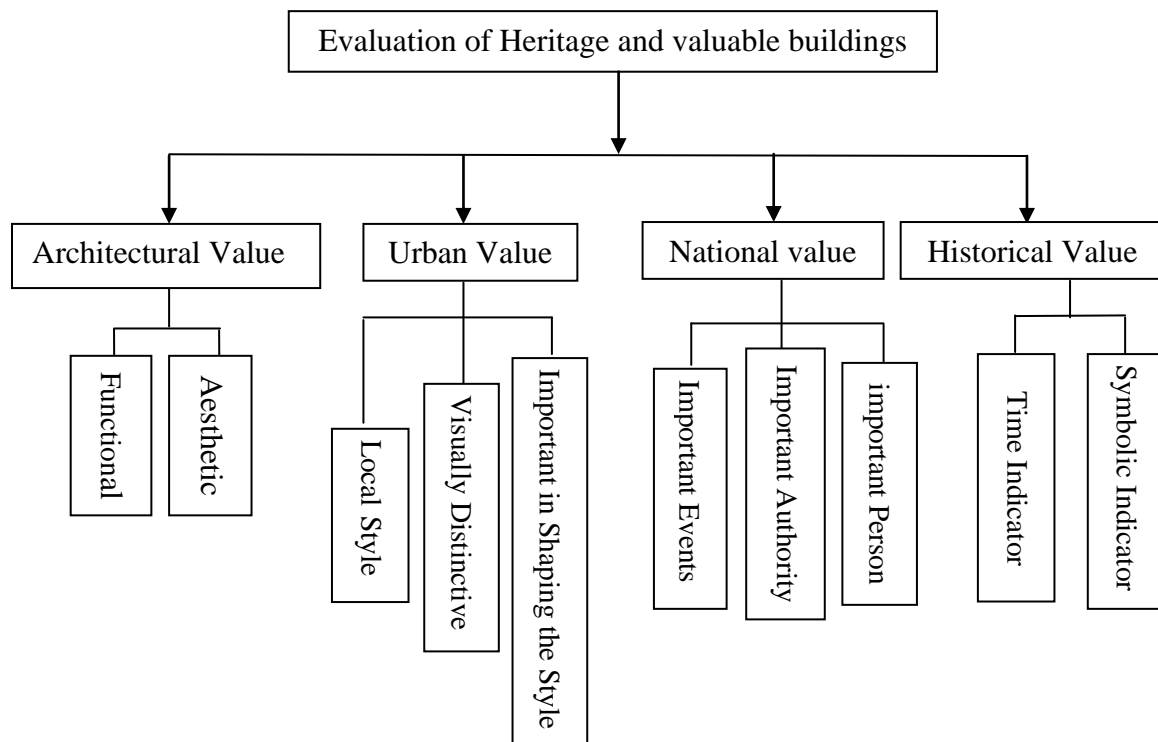 Evaluation of Heritage and valuable buildings
Architectural Value
Urban Value
National value
Historical Value
Functional
Aesthetic
Local Style
Visually Distinctive
Important in Shaping the Style
Important Events
Important Authority
important Person
Time Indicator
Symbolic Indicator